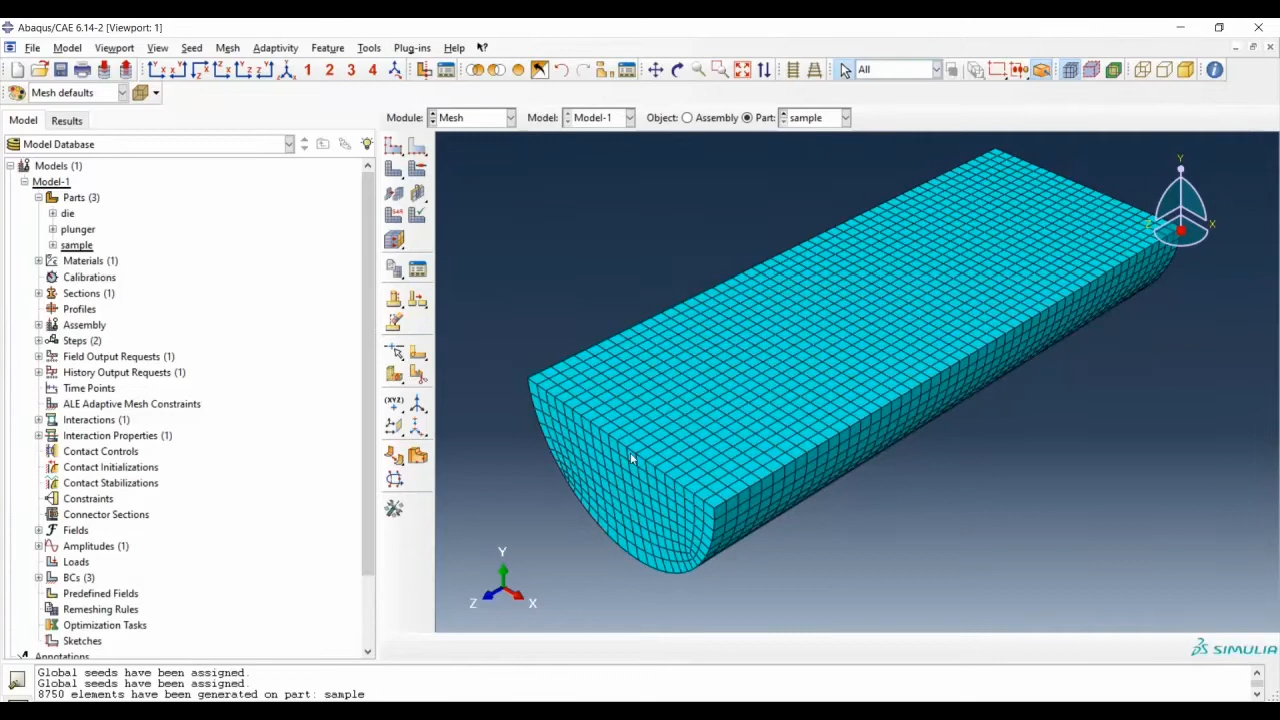 Abaqus/CAE 6.14-2 [Viewport: 1]
File Model Viewport View Seed Mesh Adaptivity Feature Tools Plug-ins Help
1 2 3 4 All
Mesh defaults
Model Results
Module: Mesh Model: Model-1 Object: Assembly Part: sample
Model Database
Models (1)
Model-1
Parts (3)
die
plunger
sample
Materials (1)
Calibrations
Sections (1)
Profiles
Assembly
Steps (2)
Field Output Requests (1)
History Output Requests (1)
Time Points
ALE Adaptive Mesh Constraints
Interactions (1)
Interaction Properties (1)
Contact Controls
Contact Initializations
Contact Stabilizations
Constraints
Connector Sections
Fields
Amplitudes (1)
Loads
BCs (3)
Predefined Fields
Remeshing Rules
Optimization Tasks
Sketches
Annotations
(XYZ)
Y
Z X
Y
Z X
SIMULIA
Global seeds have been assigned.
Global seeds have been assigned.
8750 elements have been generated on part: sample